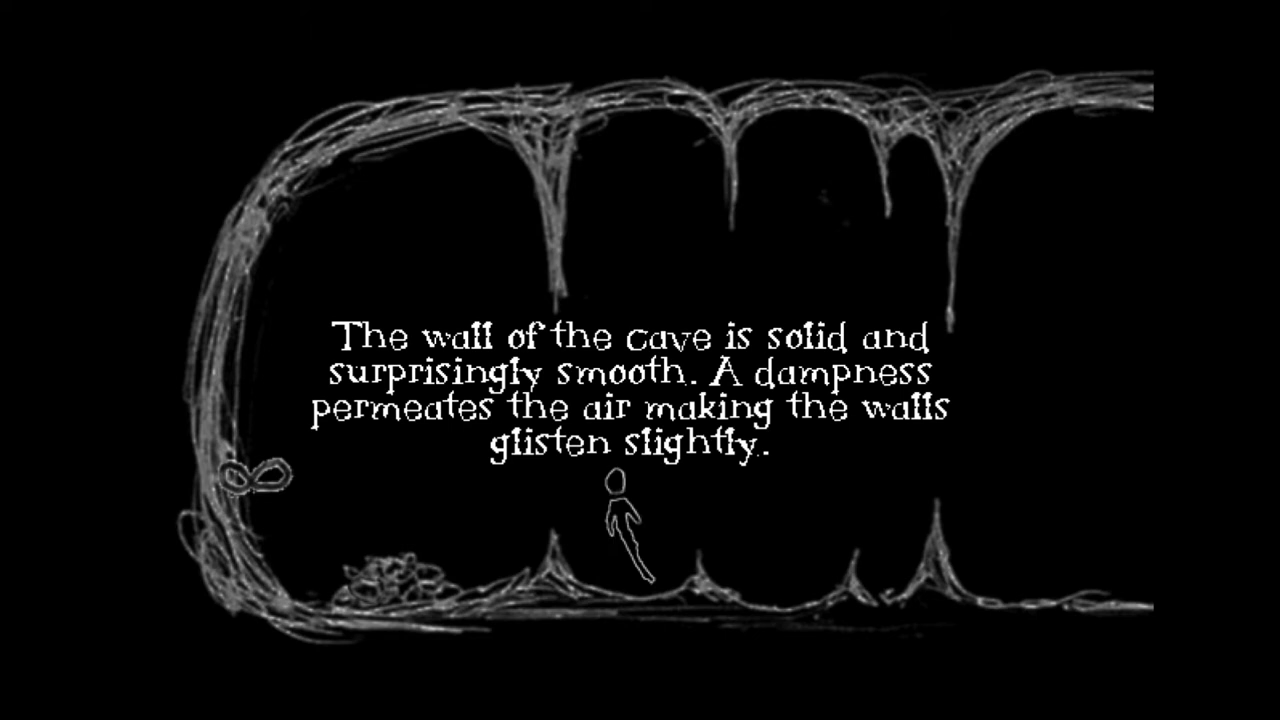 The wall of the cave is solid and
surprisingly smooth. A dampness
permeates the air making the walls
glisten slightly.